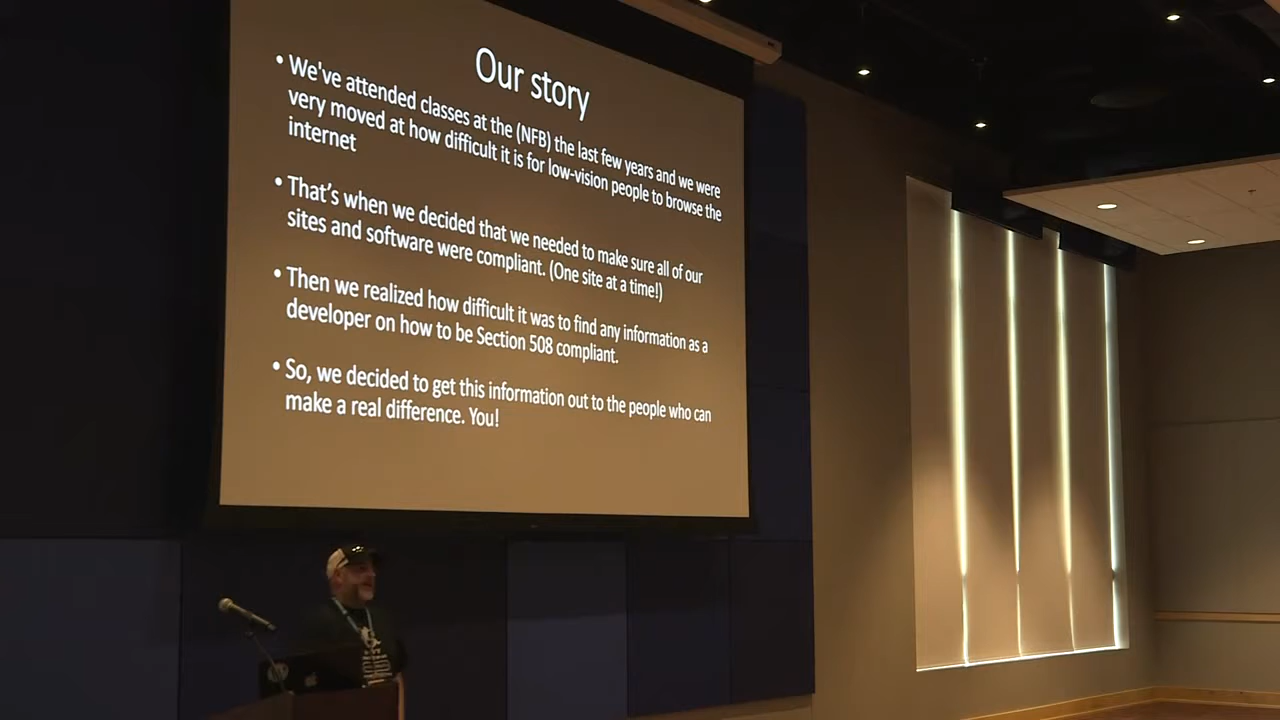 Our story
• We've attended classes at the (NFB) the last few years and we were
very moved at how difficult it is for low-vision people to browse the
internet
• That's when we decided that we needed to make sure all of our
sites and software were compliant. (One site at a time!)
• Then we realized how difficult it was to find any information as a
developer on how to be Section 508 compliant.
• So, we decided to get this information out to the people who can
make a real difference. You!